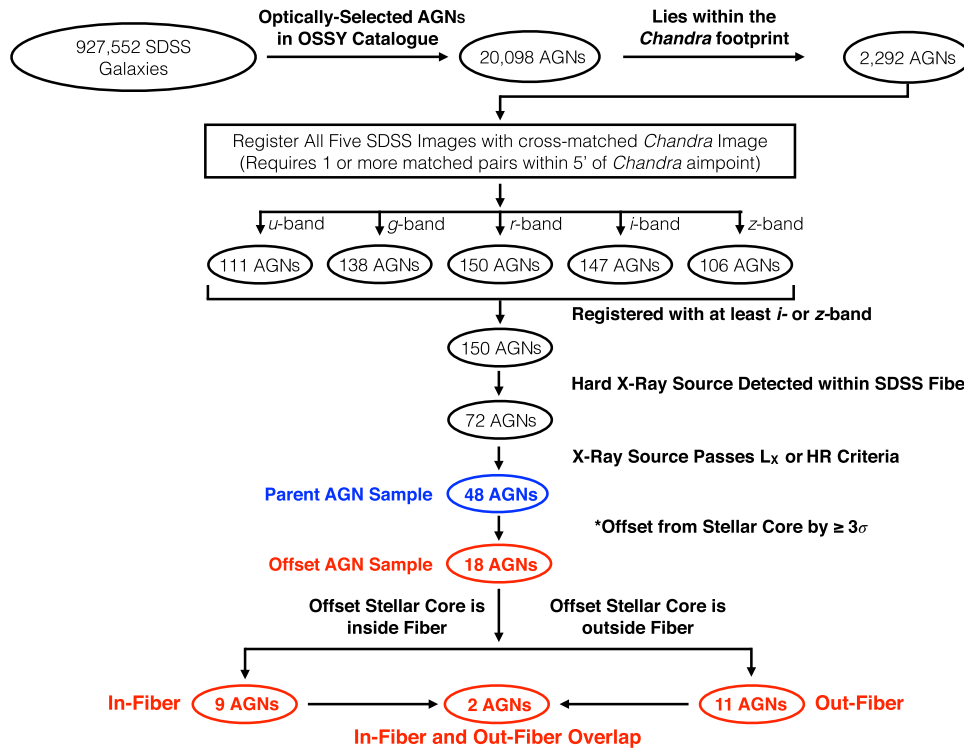 Optically-Selected AGNs
in OSSY Catalogue
Lies within the
Chandra footprint
927,552 SDSS
Galaxies
20,098 AGNs
2,292 AGNs
Register All Five SDSS Images with cross-matched Chandra Image
(Requires 1 or more matched pairs within 5' of Chandra aimpoint)
u-band
g-band
r-band
i-band
z-band
111 AGNs
138 AGNs
150 AGNs
147 AGNs
106 AGNs
Registered with at least i- or z-band
150 AGNs
Hard X-Ray Source Detected within SDSS Fiber
72 AGNs
X-Ray Source Passes Lx or HR Criteria
Parent AGN Sample
48 AGNs
*Offset from Stellar Core by ≥ 3σ
Offset AGN Sample
18 AGNs
Offset Stellar Core is
inside Fiber
Offset Stellar Core is
outside Fiber
In-Fiber
9 AGNs
2 AGNs
11 AGNs
Out-Fiber
In-Fiber and Out-Fiber Overlap